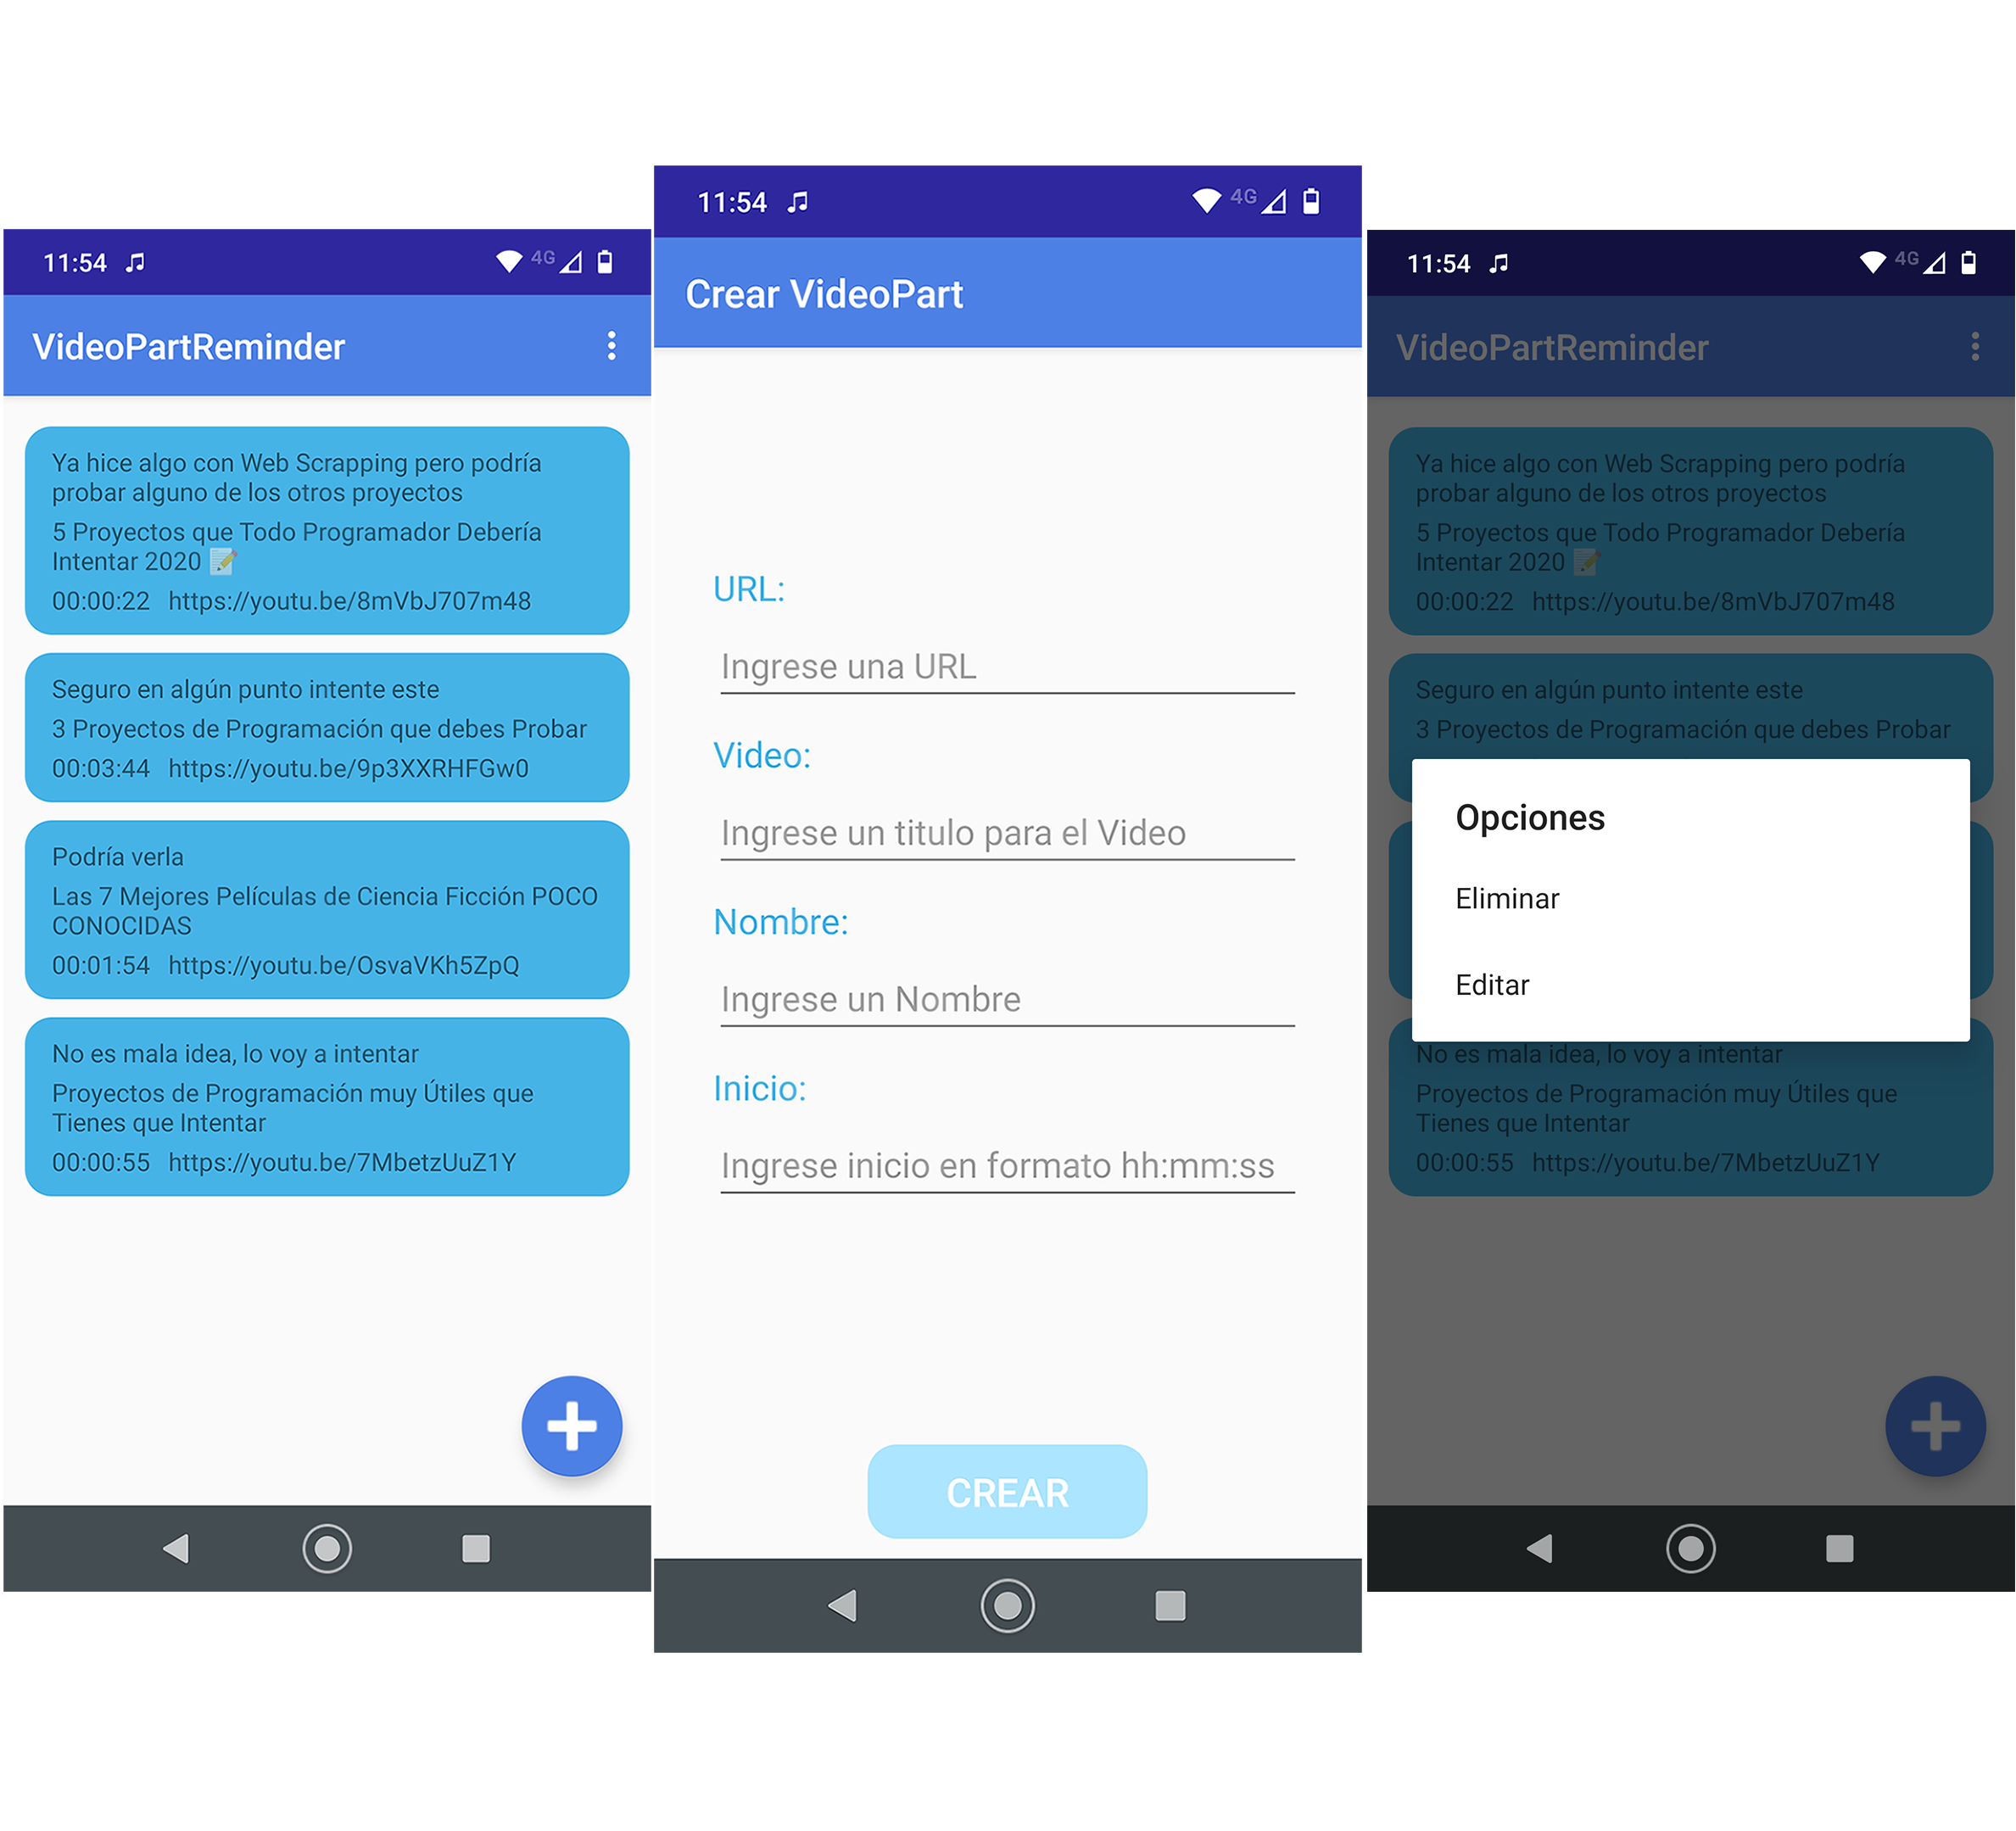 11:54
4G
VideoPartReminder
Ya hice algo con Web Scrapping pero podría
probar alguno de los otros proyectos
5 Proyectos que Todo Programador Debería
Intentar 2020 📝
00:00:22 https://youtu.be/8mVbJ707m48
Seguro en algún punto intente este
3 Proyectos de Programación que debes Probar
00:03:44 https://youtu.be/9p3XXRHFGw0
Podría verla
Las 7 Mejores Películas de Ciencia Ficción POCO
CONOCIDAS
00:01:54 https://youtu.be/OsvaVKh5ZpQ
No es mala idea, lo voy a intentar
Proyectos de Programación muy Útiles que
Tienes que Intentar
00:00:55 https://youtu.be/7MbetzUuZ1Y
11:54
4G
Crear VideoPart
URL:
Ingrese una URL
Video:
Ingrese un titulo para el Video
Nombre:
Ingrese un Nombre
Inicio:
Ingrese inicio en formato hh:mm:ss
CREAR
11:54
4G
VideoPartReminder
Ya hice algo con Web Scrapping pero podría
probar alguno de los otros proyectos
5 Proyectos que Todo Programador Debería
Intentar 2020 📝
00:00:22 https://youtu.be/8mVbJ707m48
Seguro en algún punto intente este
3 Proyectos de Programación que debes Probar
Opciones
Eliminar
Editar
No es mala idea, lo voy a intentar
Proyectos de Programación muy Útiles que
Tienes que Intentar
00:00:55 https://youtu.be/7MbetzUuZ1Y